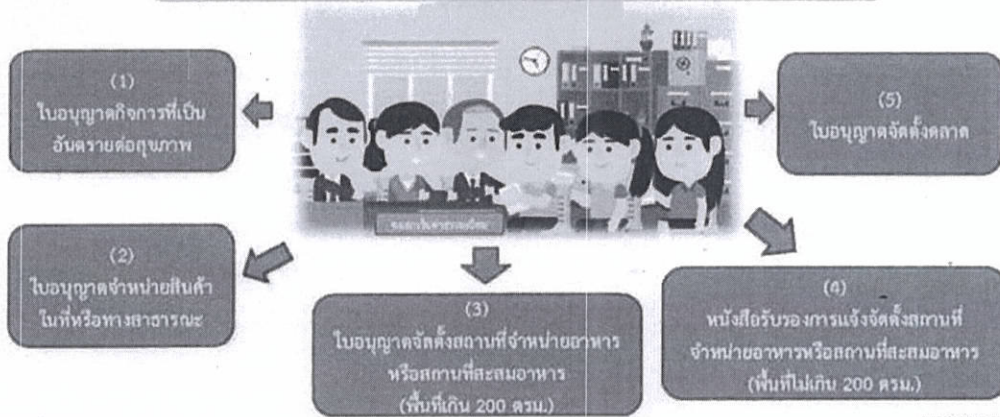 (1)
ใบอนุญาตกิจการที่เป็น
อันตรายต่อสุขภาพ
(2)
ใบอนุญาตจำหน่ายสินค้า
ในที่หรือทางสาธารณะ
(3)
ใบอนุญาตจัดตั้งสถานที่จำหน่ายอาหาร
หรือสถานที่สะสมอาหาร
(พื้นที่เกิน 200 ตรม.)
(4)
หนังสือรับรองการแจ้งจัดตั้งสถานที่
จำหน่ายอาหารหรือสถานที่สะสมอาหาร
(พื้นที่ไม่เกิน 200 ตรม.)
(5)
ใบอนุญาตจัดตั้งตลาด